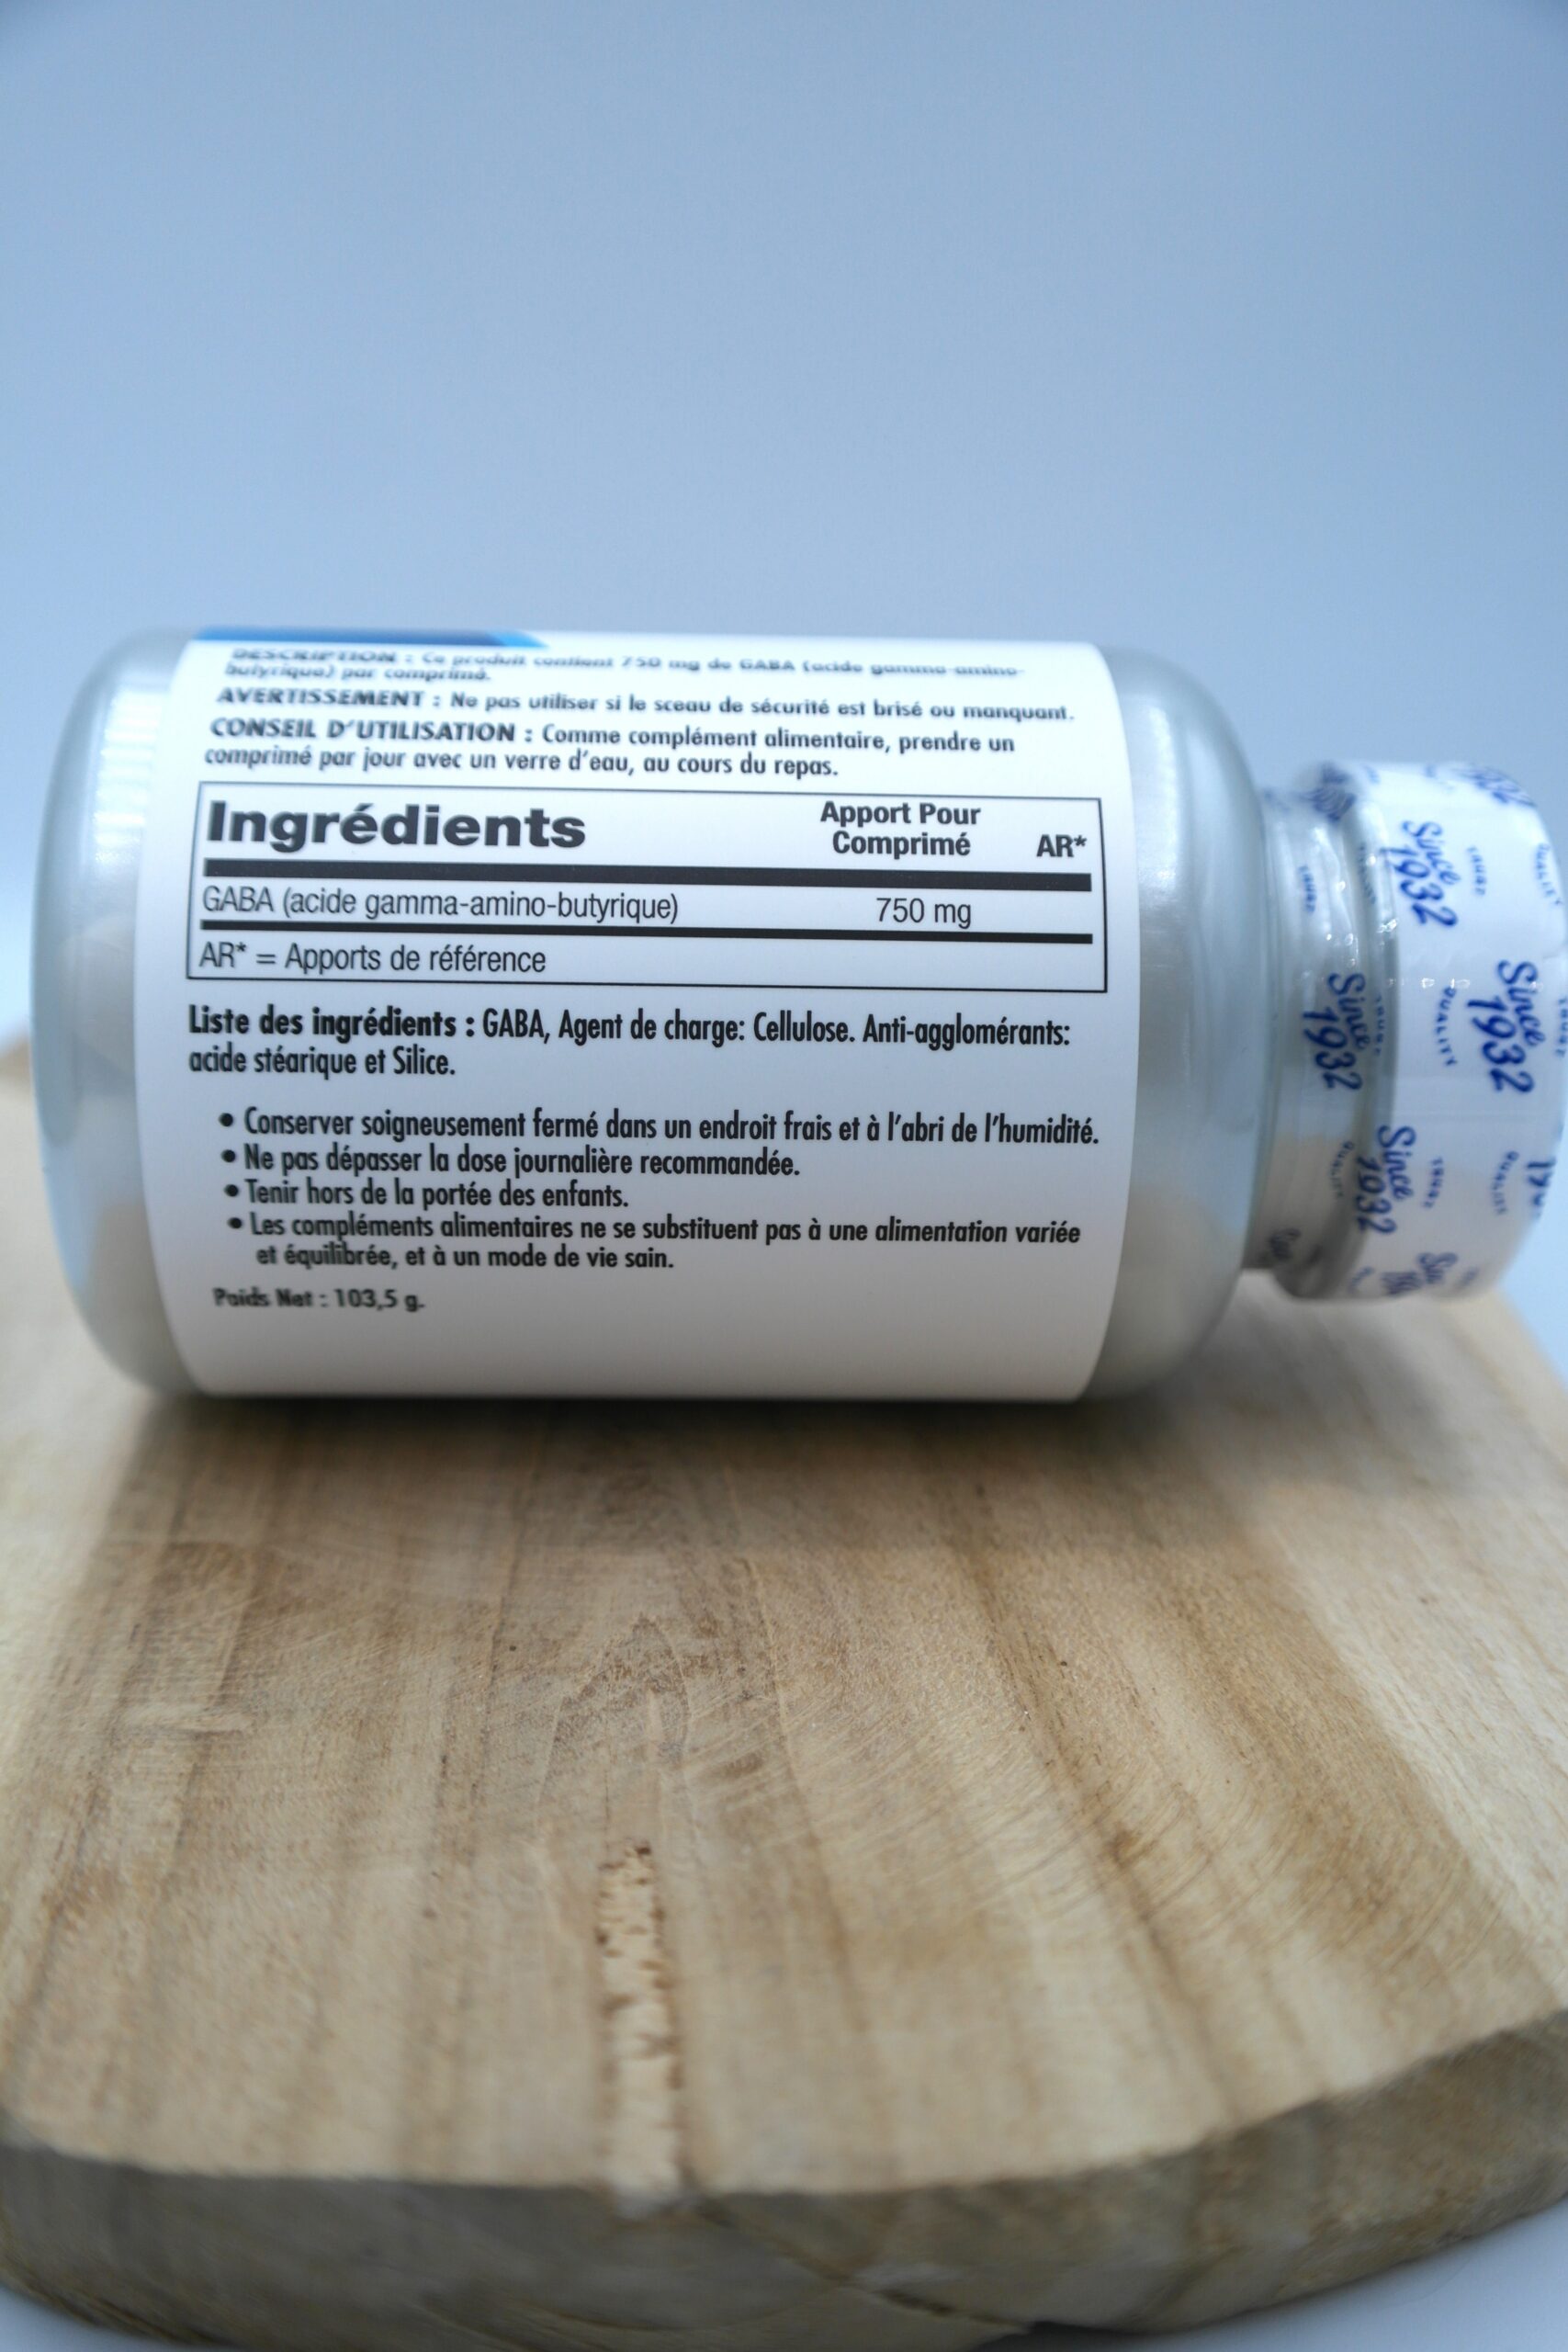 DESCRIPTION : Ce produit contient 750 mg de GABA (acide gamma-amino-
butyrique) par comprimé.
AVERTISSEMENT : Ne pas utiliser si le sceau de sécurité est brisé ou manquant.
CONSEIL D'UTILISATION : Comme complément alimentaire, prendre un
comprimé par jour avec un verre d'eau, au cours du repas.
Ingrédients Apport Pour Comprimé AR*
GABA (acide gamma-amino-butyrique) 750 mg
AR* = Apports de référence
Liste des ingrédients : GABA, Agent de charge: Cellulose. Anti-agglomérants:
acide stéarique et Silice.
• Conserver soigneusement fermé dans un endroit frais et à l'abri de l'humidité.
• Ne pas dépasser la dose journalière recommandée.
• Tenir hors de la portée des enfants.
• Les compléments alimentaires ne se substituent pas à une alimentation variée
et équilibrée, et à un mode de vie sain.
Poids Net : 103,5 g.
Since
1932
Since
1932
QUALITY
Since
1932
Since
1932
QUALITY